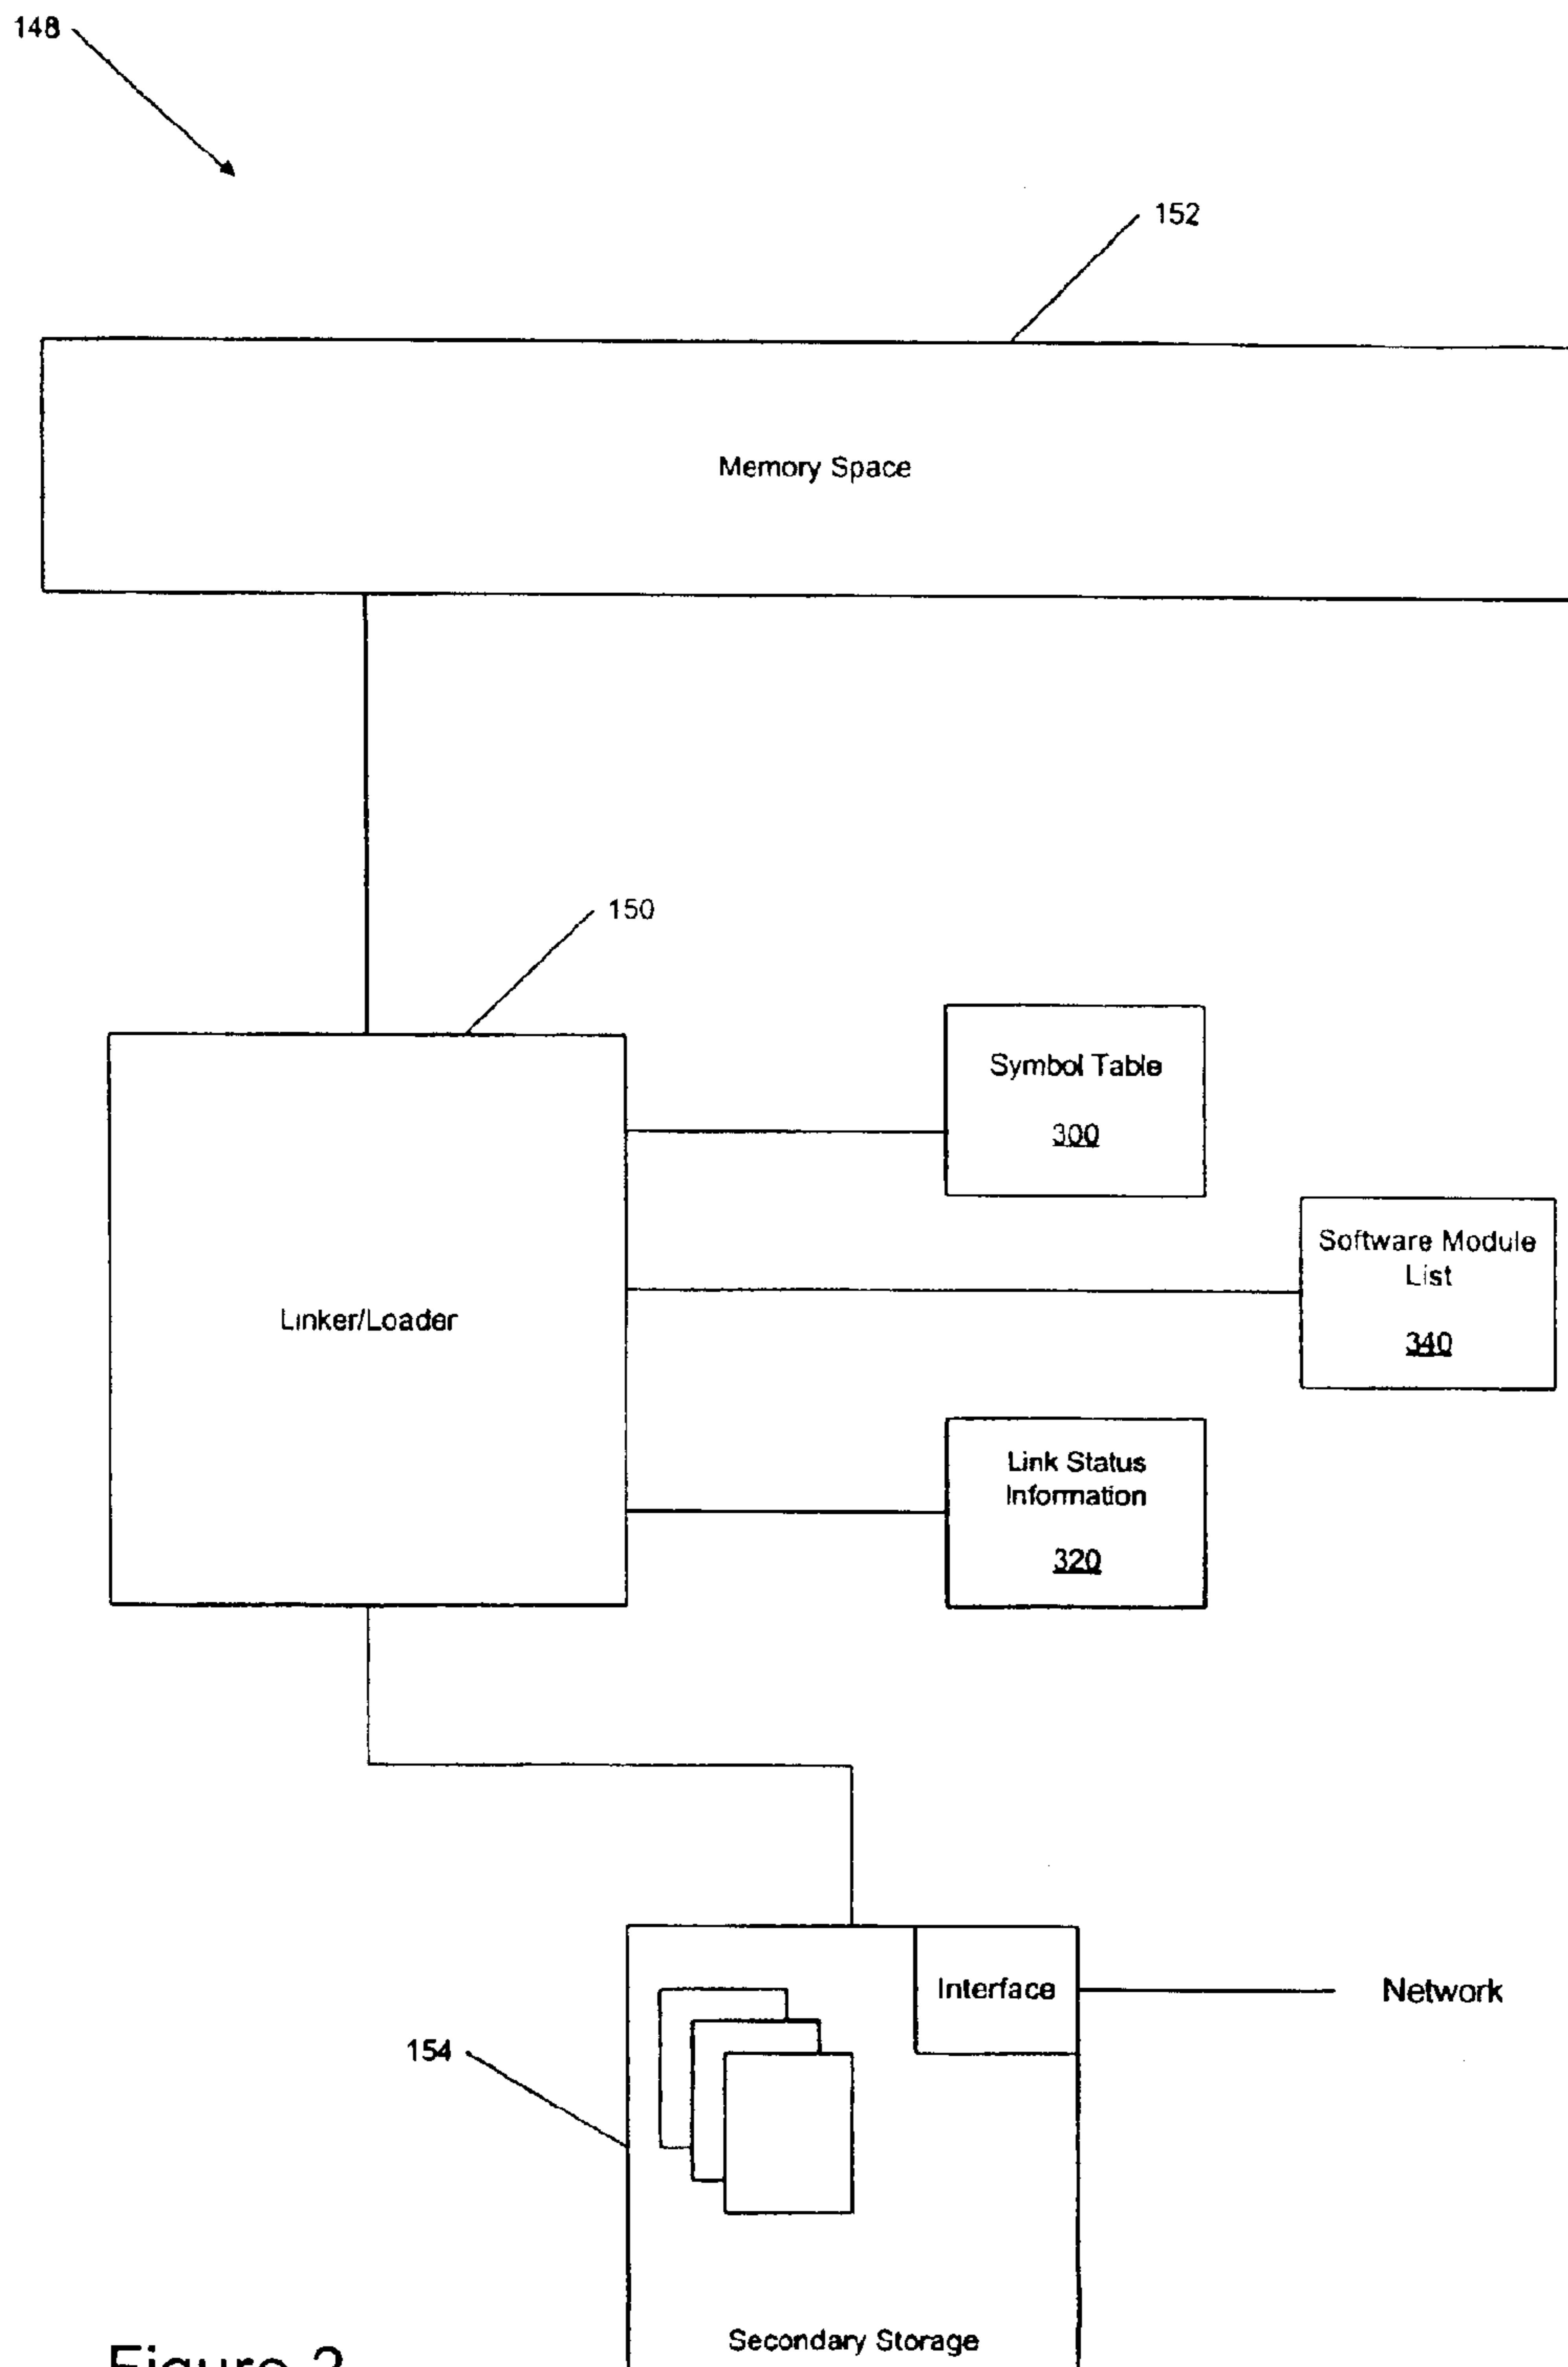 148
152
Memory Space
150
Symbol Table
300
Software Module
List
340
Linker/Loader
Link Status
Information
320
Interface
Network
154
Secondary Storage
Figure